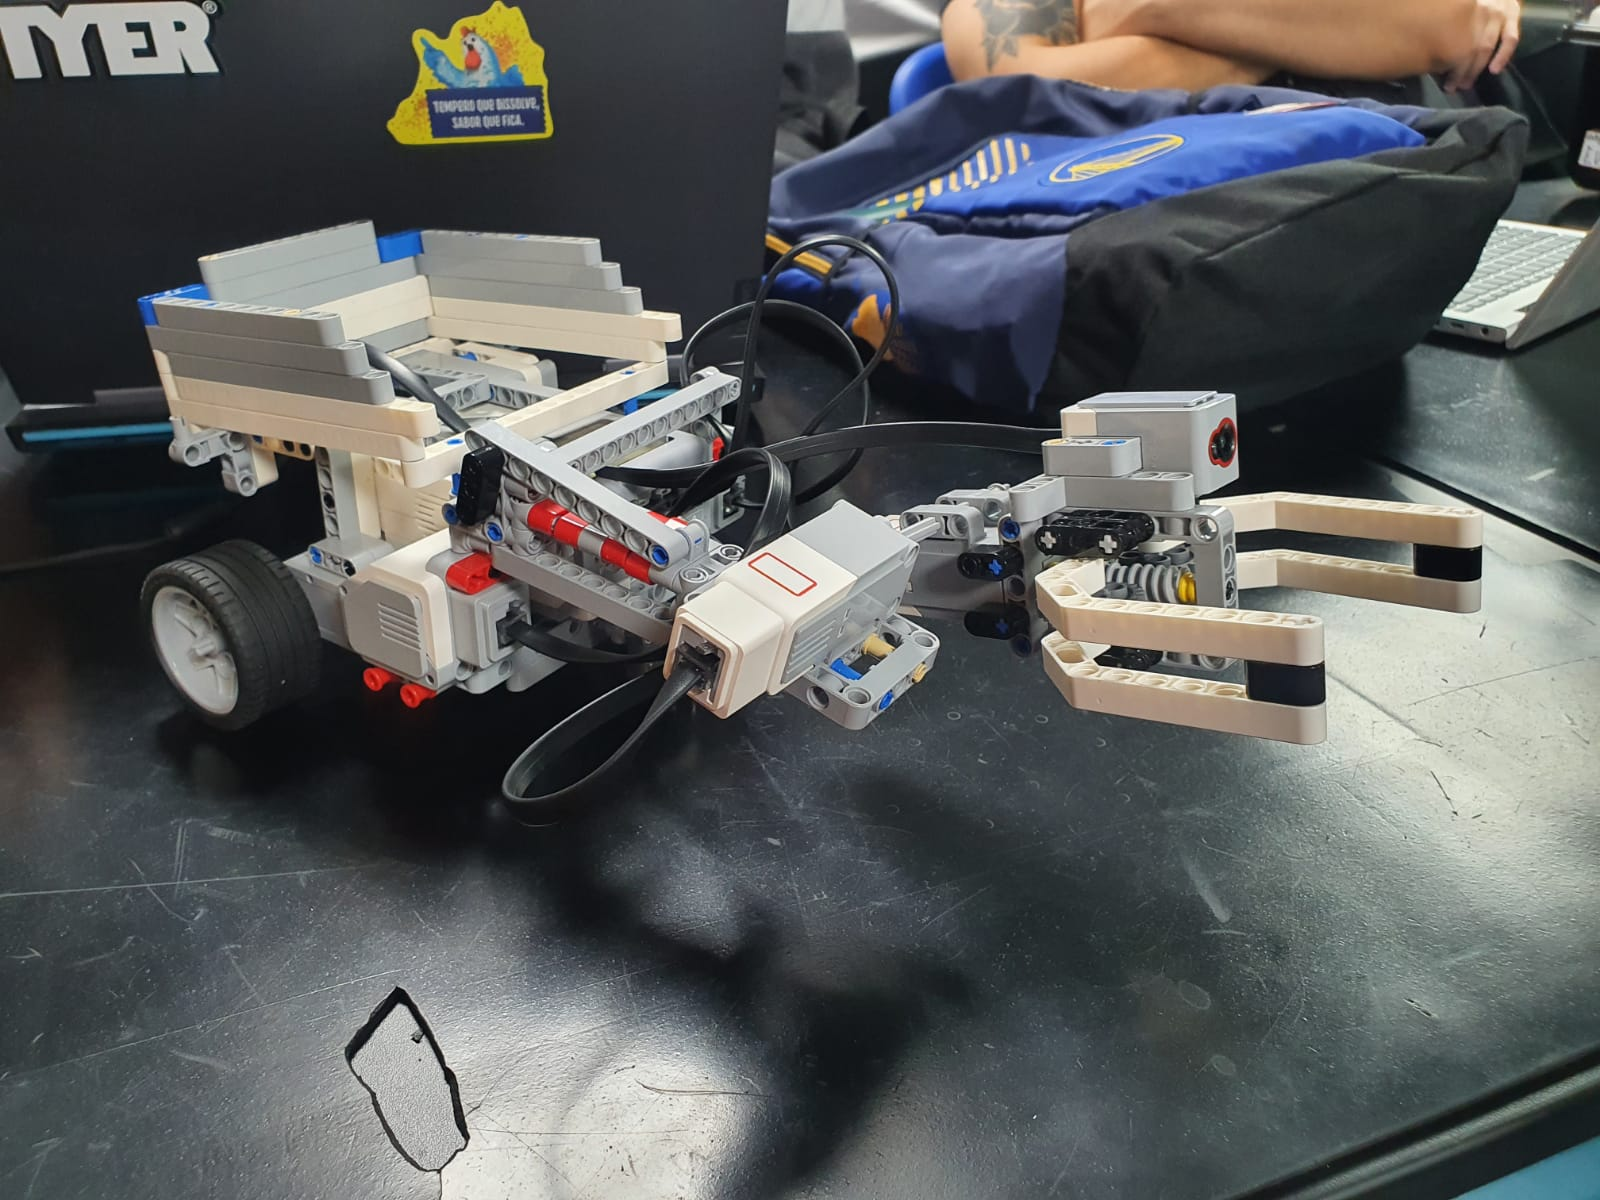 TYER®
TEMPERO QUE DISSOLVE,
SABOR QUE FICA.